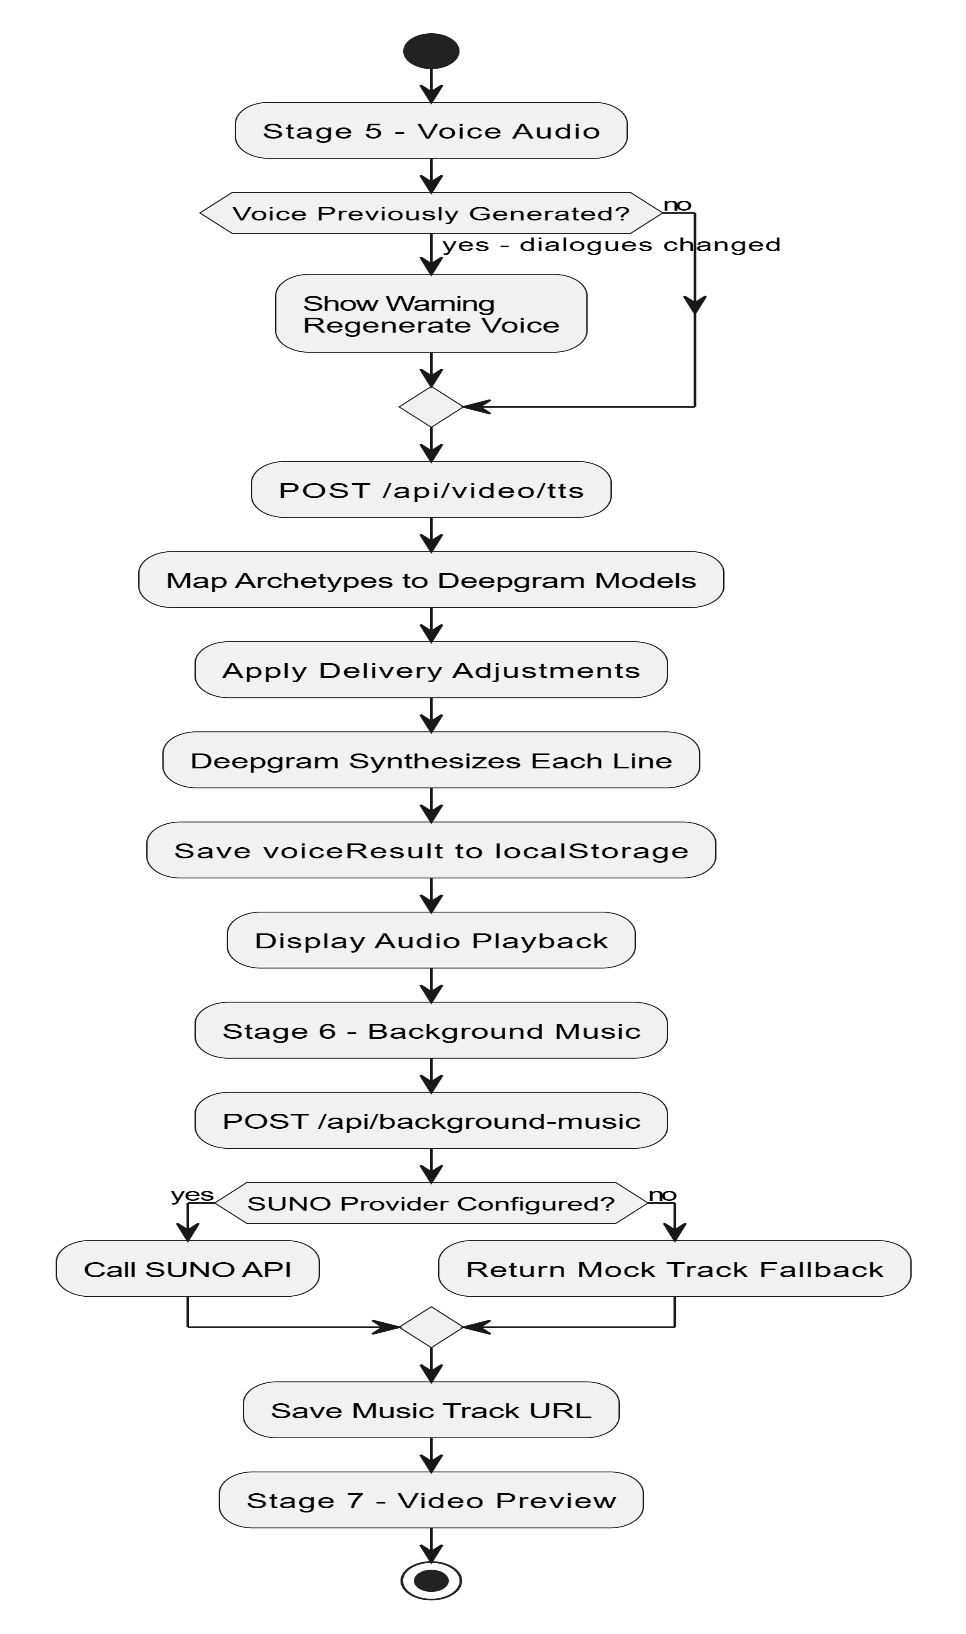 Stage 5 - Voice Audio
Voice Previously Generated?
no
yes - dialogues changed
Show Warning
Regenerate Voice
POST /api/video/tts
Map Archetypes to Deepgram Models
Apply Delivery Adjustments
Deepgram Synthesizes Each Line
Save voiceResult to localStorage
Display Audio Playback
Stage 6 - Background Music
POST /api/background-music
yes
SUNO Provider Configured?
no
Call SUNO API
Return Mock Track Fallback
Save Music Track URL
Stage 7 - Video Preview